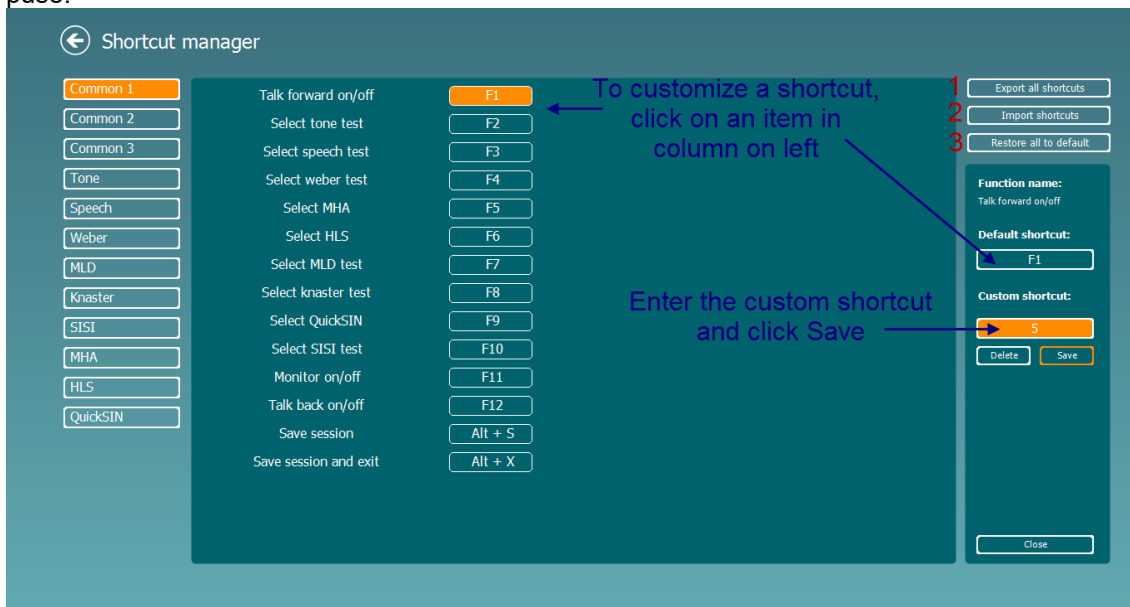 Shortcut manager
Common 1
Common 2
Common 3
Tone
Speech
Weber
MLD
Knaster
SISI
MHA
HLS
QuickSIN
Talk forward on/off F1
Select tone test F2
Select speech test F3
Select weber test F4
Select MHA F5
Select HLS F6
Select MLD test F7
Select knaster test F8
Select QuickSIN F9
Select SISI test F10
Monitor on/off F11
Talk back on/off F12
Save session Alt + S
Save session and exit Alt + X
To customize a shortcut,
click on an item in
column on left
Enter the custom shortcut
and click Save
1 Export all shortcuts
2 Import shortcuts
3 Restore all to default
Function name:
Talk forward on/off
Default shortcut:
F1
Custom shortcut:
S
Delete Save
Close